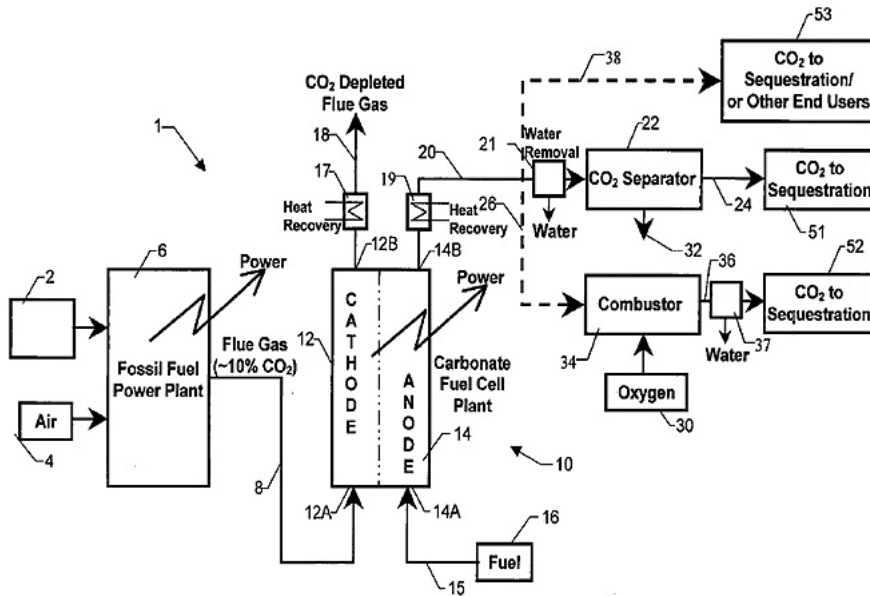 53
38
CO₂ to
Sequestration/
or Other End Users
CO₂ Depleted
Flue Gas
1
18
20
21
Water
Removal
22
17
19
CO₂ Separator
CO₂ to
Sequestration
Heat
Recovery
Heat
Recovery
26
24
Water
32
51
12B
14B
6
Power
Power
36
52
2
Combustor
CO₂ to
Sequestration
Flue Gas
(~10% CO₂)
12
CATHODE
ANODE
Fossil Fuel
Power Plant
Carbonate
Fuel Cell
Plant
34
Water
37
Air
Oxygen
4
14
30
8
10
12A
14A
16
Fuel
15